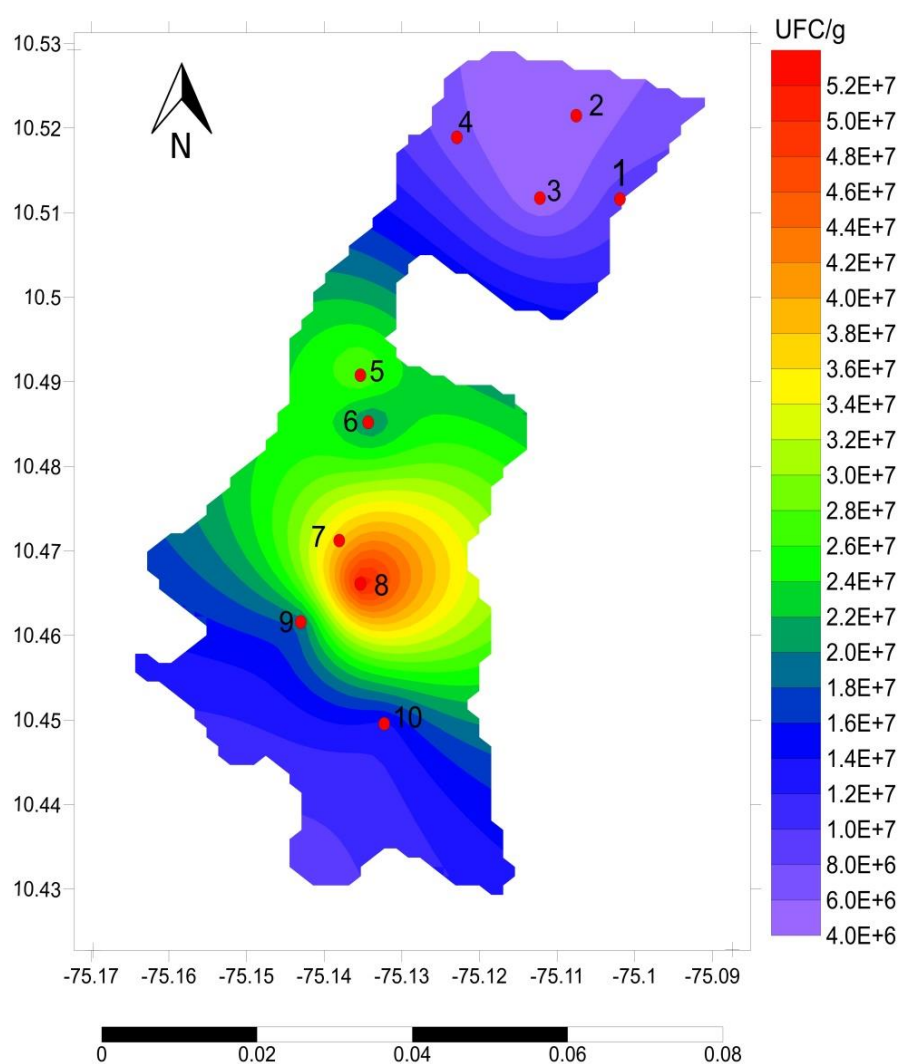 UFC/g
10.53
10.52
10.51
10.5
10.49
10.48
10.47
10.46
10.45
10.44
10.43
N
4
2
3
1
5
6
7
8
9
10
5.2E+7
5.0E+7
4.8E+7
4.6E+7
4.4E+7
4.2E+7
4.0E+7
3.8E+7
3.6E+7
3.4E+7
3.2E+7
3.0E+7
2.8E+7
2.6E+7
2.4E+7
2.2E+7
2.0E+7
1.8E+7
1.6E+7
1.4E+7
1.2E+7
1.0E+7
8.0E+6
6.0E+6
4.0E+6
-75.17 -75.16 -75.15 -75.14 -75.13 -75.12 -75.11 -75.1 -75.09
0 0.02 0.04 0.06 0.08